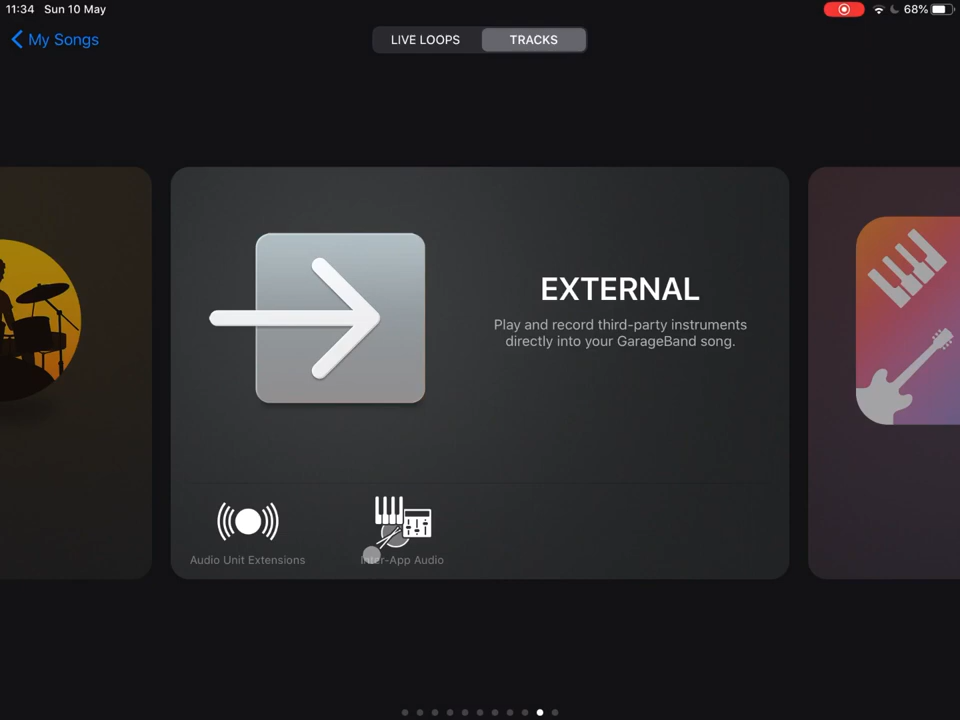 11:34 Sun 10 May
68%
My Songs
LIVE LOOPS
TRACKS
EXTERNAL
Play and record third-party instruments
directly into your GarageBand song.
Audio Unit Extensions
Inter-App Audio